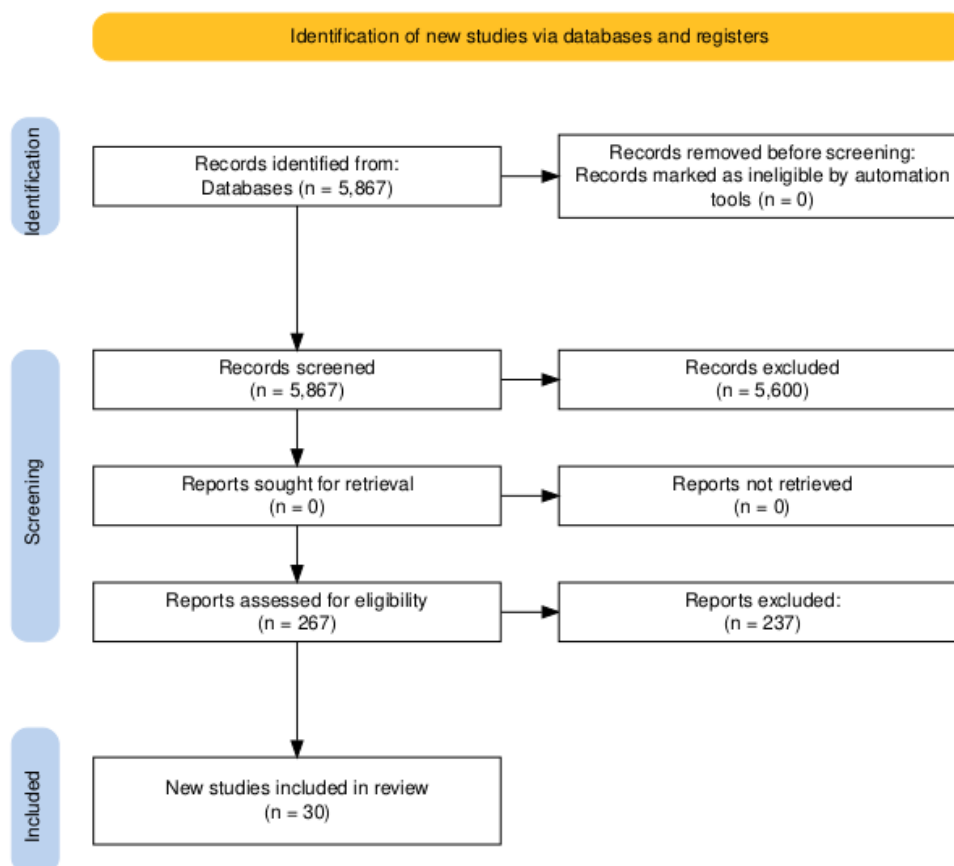 Identification of new studies via databases and registers
Identification
Records identified from:
Databases (n = 5,867)
Records removed before screening:
Records marked as ineligible by automation
tools (n = 0)
Screening
Records screened
(n = 5,867)
Records excluded
(n = 5,600)
Reports sought for retrieval
(n = 0)
Reports not retrieved
(n = 0)
Reports assessed for eligibility
(n = 267)
Reports excluded:
(n = 237)
Included
New studies included in review
(n = 30)